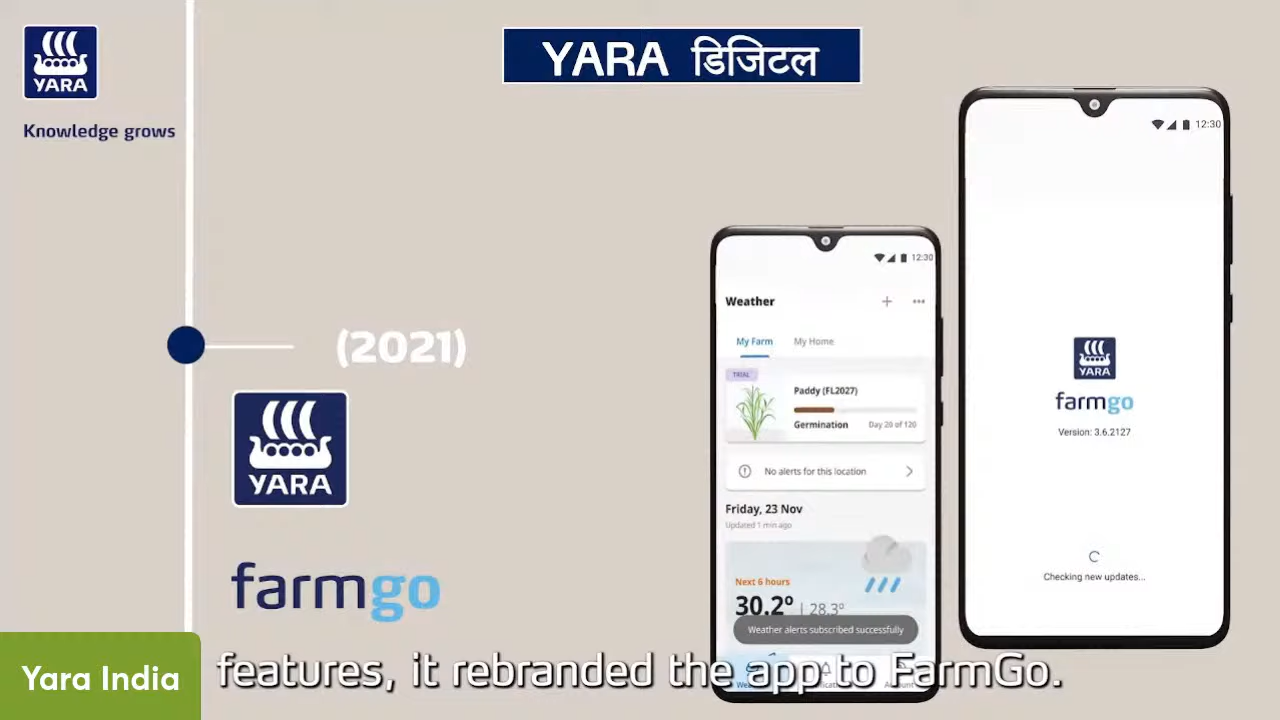 YARA
Knowledge grows
YARA डिजिटल
(2021)
YARA
farmgo
12:30
Weather
My Farm My Home
TRIAL
Paddy (FL2027)
Germination Day 20 of 120
No alerts for this location
Friday, 23 Nov
Updated 1 min ago
Next 6 hours
30.2° | 28.3°
Weather alerts subscribed successfully
12:30
YARA
farmgo
Version: 3.6.2127
Checking new updates...
Yara India
features, it rebranded the app to FarmGo.